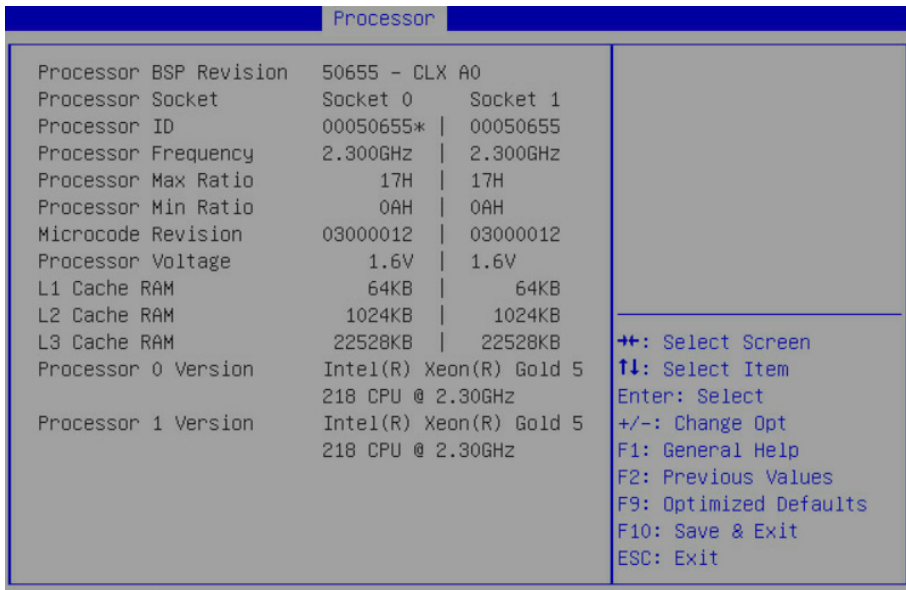 Processor
Processor BSP Revision 50655 - CLX A0
Processor Socket Socket 0 Socket 1
Processor ID 00050655* | 00050655
Processor Frequency 2.300GHz | 2.300GHz
Processor Max Ratio 17H | 17H
Processor Min Ratio 0AH | 0AH
Microcode Revision 03000012 | 03000012
Processor Voltage 1.6V | 1.6V
L1 Cache RAM 64KB | 64KB
L2 Cache RAM 1024KB | 1024KB
L3 Cache RAM 22528KB | 22528KB
Processor 0 Version Intel(R) Xeon(R) Gold 5
218 CPU @ 2.30GHz
Processor 1 Version Intel(R) Xeon(R) Gold 5
218 CPU @ 2.30GHz
→←: Select Screen
↑↓: Select Item
Enter: Select
+/-: Change Opt
F1: General Help
F2: Previous Values
F9: Optimized Defaults
F10: Save & Exit
ESC: Exit